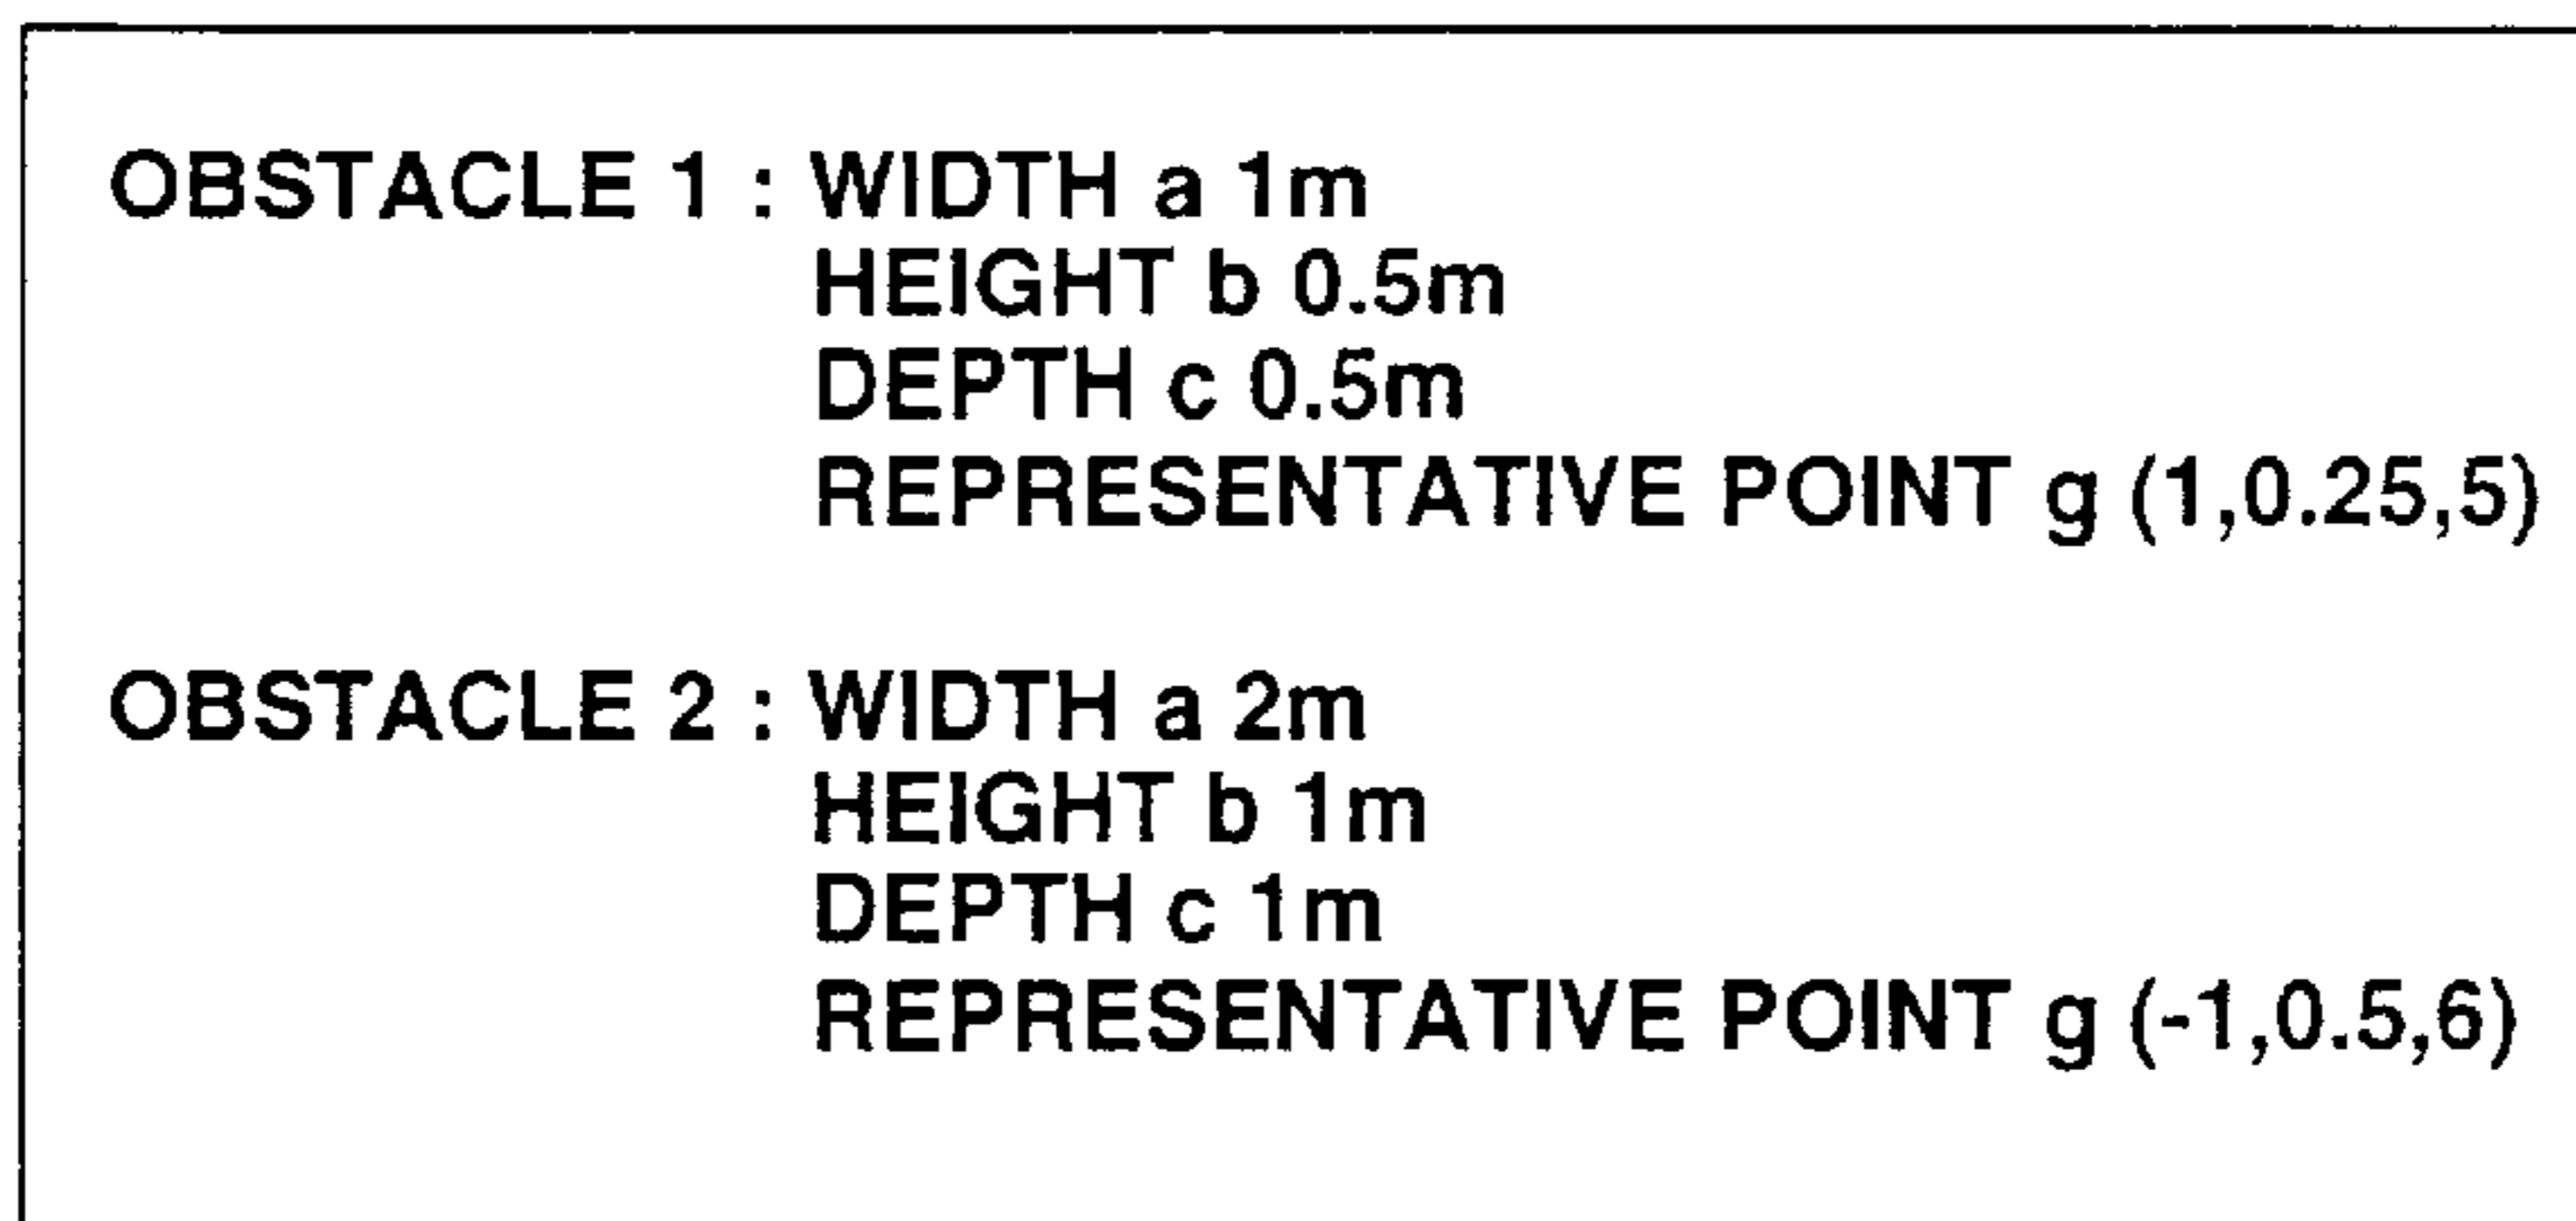 OBSTACLE 1 : WIDTH a 1m
HEIGHT b 0.5m
DEPTH c 0.5m
REPRESENTATIVE POINT g (1,0.25,5)
OBSTACLE 2 : WIDTH a 2m
HEIGHT b 1m
DEPTH c 1m
REPRESENTATIVE POINT g (-1,0.5,6)